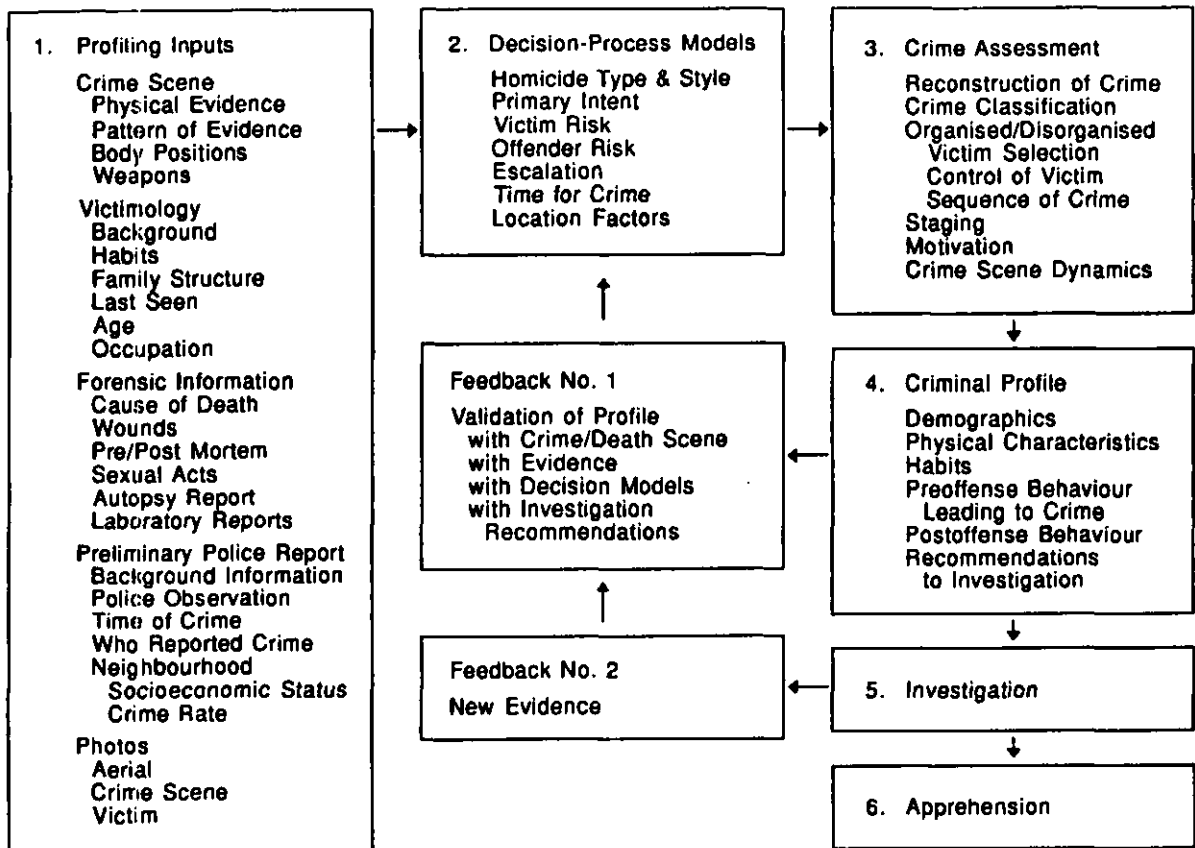 1. Profiling Inputs
Crime Scene
Physical Evidence
Pattern of Evidence
Body Positions
Weapons
Victimology
Background
Habits
Family Structure
Last Seen
Age
Occupation
Forensic Information
Cause of Death
Wounds
Pre/Post Mortem
Sexual Acts
Autopsy Report
Laboratory Reports
Preliminary Police Report
Background Information
Police Observation
Time of Crime
Who Reported Crime
Neighbourhood
Socioeconomic Status
Crime Rate
Photos
Aerial
Crime Scene
Victim
2. Decision-Process Models
Homicide Type & Style
Primary Intent
Victim Risk
Offender Risk
Escalation
Time for Crime
Location Factors
3. Crime Assessment
Reconstruction of Crime
Crime Classification
Organised/Disorganised
Victim Selection
Control of Victim
Sequence of Crime
Staging
Motivation
Crime Scene Dynamics
Feedback No. 1
Validation of Profile
with Crime/Death Scene
with Evidence
with Decision Models
with Investigation
Recommendations
4. Criminal Profile
Demographics
Physical Characteristics
Habits
Preoffense Behaviour
Leading to Crime
Postoffense Behaviour
Recommendations
to Investigation
Feedback No. 2
New Evidence
5. Investigation
6. Apprehension